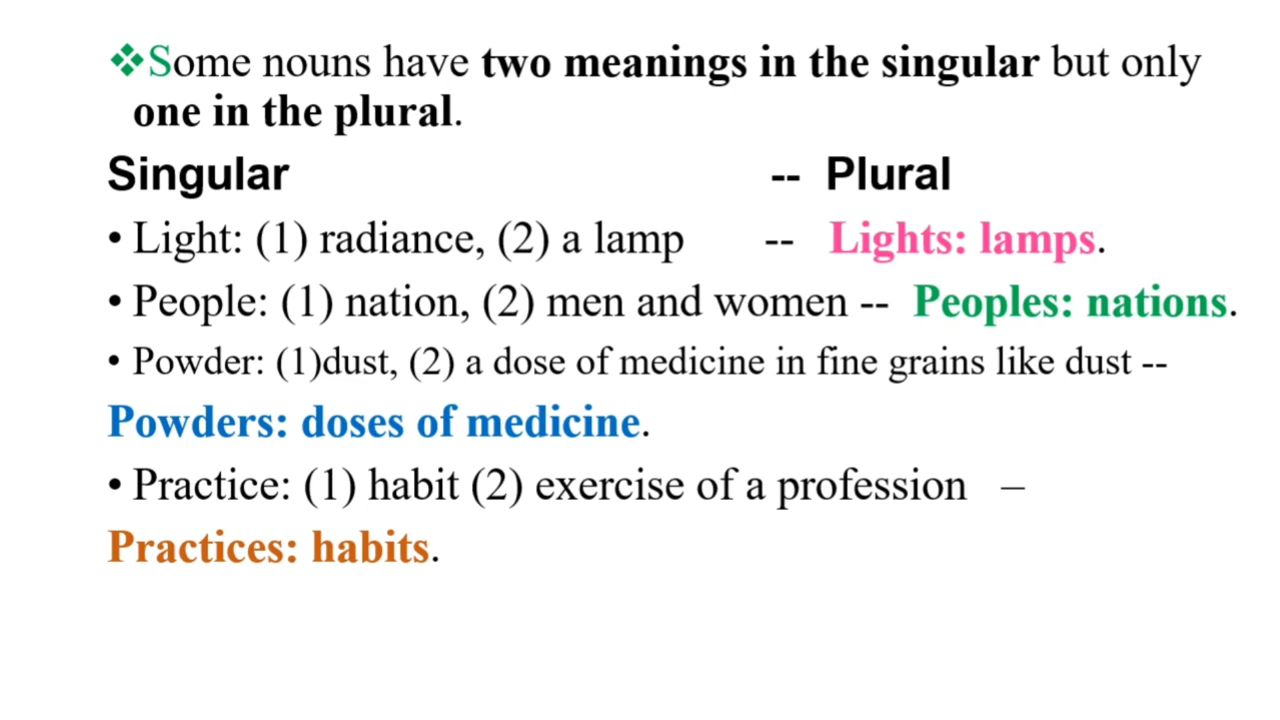 ❖Some nouns have two meanings in the singular but only
one in the plural.
Singular -- Plural
• Light: (1) radiance, (2) a lamp -- Lights: lamps.
• People: (1) nation, (2) men and women -- Peoples: nations.
• Powder: (1)dust, (2) a dose of medicine in fine grains like dust --
Powders: doses of medicine.
• Practice: (1) habit (2) exercise of a profession –
Practices: habits.